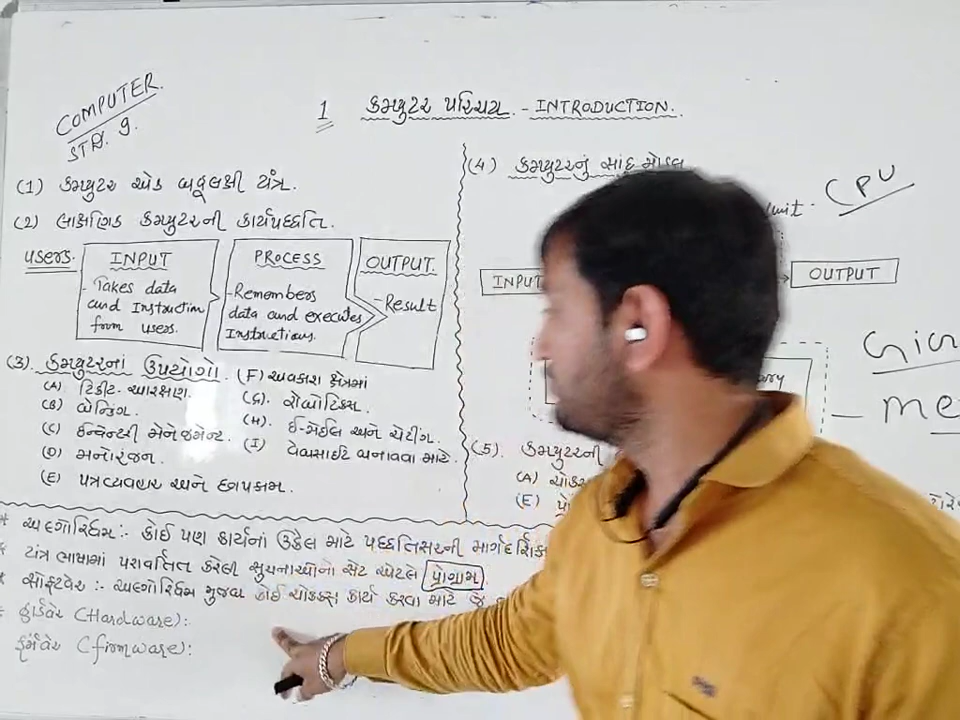 COMPUTER.
STD. 9.
1 કમ્પ્યુટર પરિચય - INTRODUCTION.
(1) કમ્પ્યુટર એક બહુલક્ષી યંત્ર.
(2) લાક્ષણિક કમ્પ્યુટરની કાર્યપદ્ધતિ.
users.
INPUT
- Takes data
and Instruction
from users.
PROCESS
- Remembers
data and executes
Instructions.
OUTPUT.
- Result
(3). કમ્પ્યુટરનાં ઉપયોગો.
(A) ટિકીટ- આરક્ષણ.
(B) બેન્કિંગ.
(C) ઈન્વેન્ટરી મેનેજમેન્ટ.
(D) મનોરંજન.
(E) પત્રવ્યવહાર અને છાપકામ.
(F) અવકાશ ક્ષેત્રમાં
(G). રોબોટિક્સ.
(H). ઈ-મેઈલ અને ચેટીંગ.
(I) વેબસાઈટ બનાવવા માટે.
(4) કમ્પ્યુટરનું સાદુ મોડલ
unit. CPU
INPUT
OUTPUT
(5). કમ્પ્યુટરની
(A)
(E)
* અલ્ગોરિધમ :- કોઈ પણ કાર્યનાં ઉકેલ માટે પદ્ધતિસરની માર્ગદર્શિકા
* યંત્ર ભાષામાં પરાવર્તિત કરેલી સુચનાઓનો સેટ એટલે પ્રોગ્રામ
* સોફ્ટવેર :- અલ્ગોરિધમ મુજબ કોઈ ચોક્કસ કાર્ય કરવા માટે જે
* હાર્ડવેર (Hardware):
ફર્મવેર (firmware):